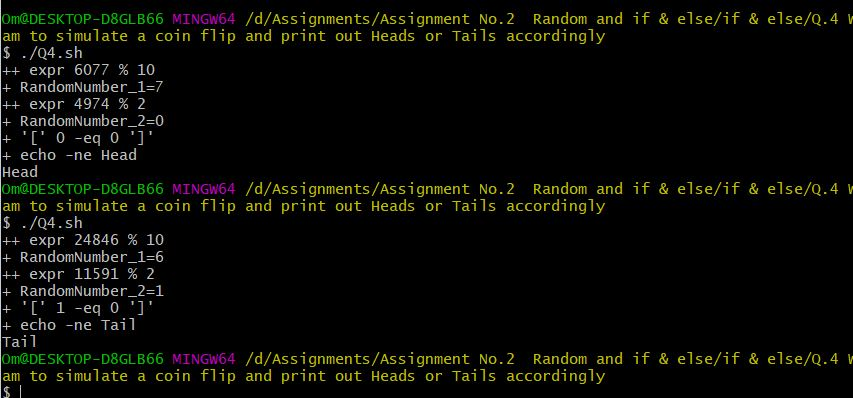 Om@DESKTOP-D8GLB66 MINGW64 /d/Assignments/Assignment No.2  Random and if & else/if & else/Q.4 W
am to simulate a coin flip and print out Heads or Tails accordingly
$ ./Q4.sh
++ expr 6077 % 10
+ RandomNumber_1=7
++ expr 4974 % 2
+ RandomNumber_2=0
+ '[' 0 -eq 0 ']'
+ echo -ne Head
Head
Om@DESKTOP-D8GLB66 MINGW64 /d/Assignments/Assignment No.2  Random and if & else/if & else/Q.4 W
am to simulate a coin flip and print out Heads or Tails accordingly
$ ./Q4.sh
++ expr 24846 % 10
+ RandomNumber_1=6
++ expr 11591 % 2
+ RandomNumber_2=1
+ '[' 1 -eq 0 ']'
+ echo -ne Tail
Tail
Om@DESKTOP-D8GLB66 MINGW64 /d/Assignments/Assignment No.2  Random and if & else/if & else/Q.4 W
am to simulate a coin flip and print out Heads or Tails accordingly
$